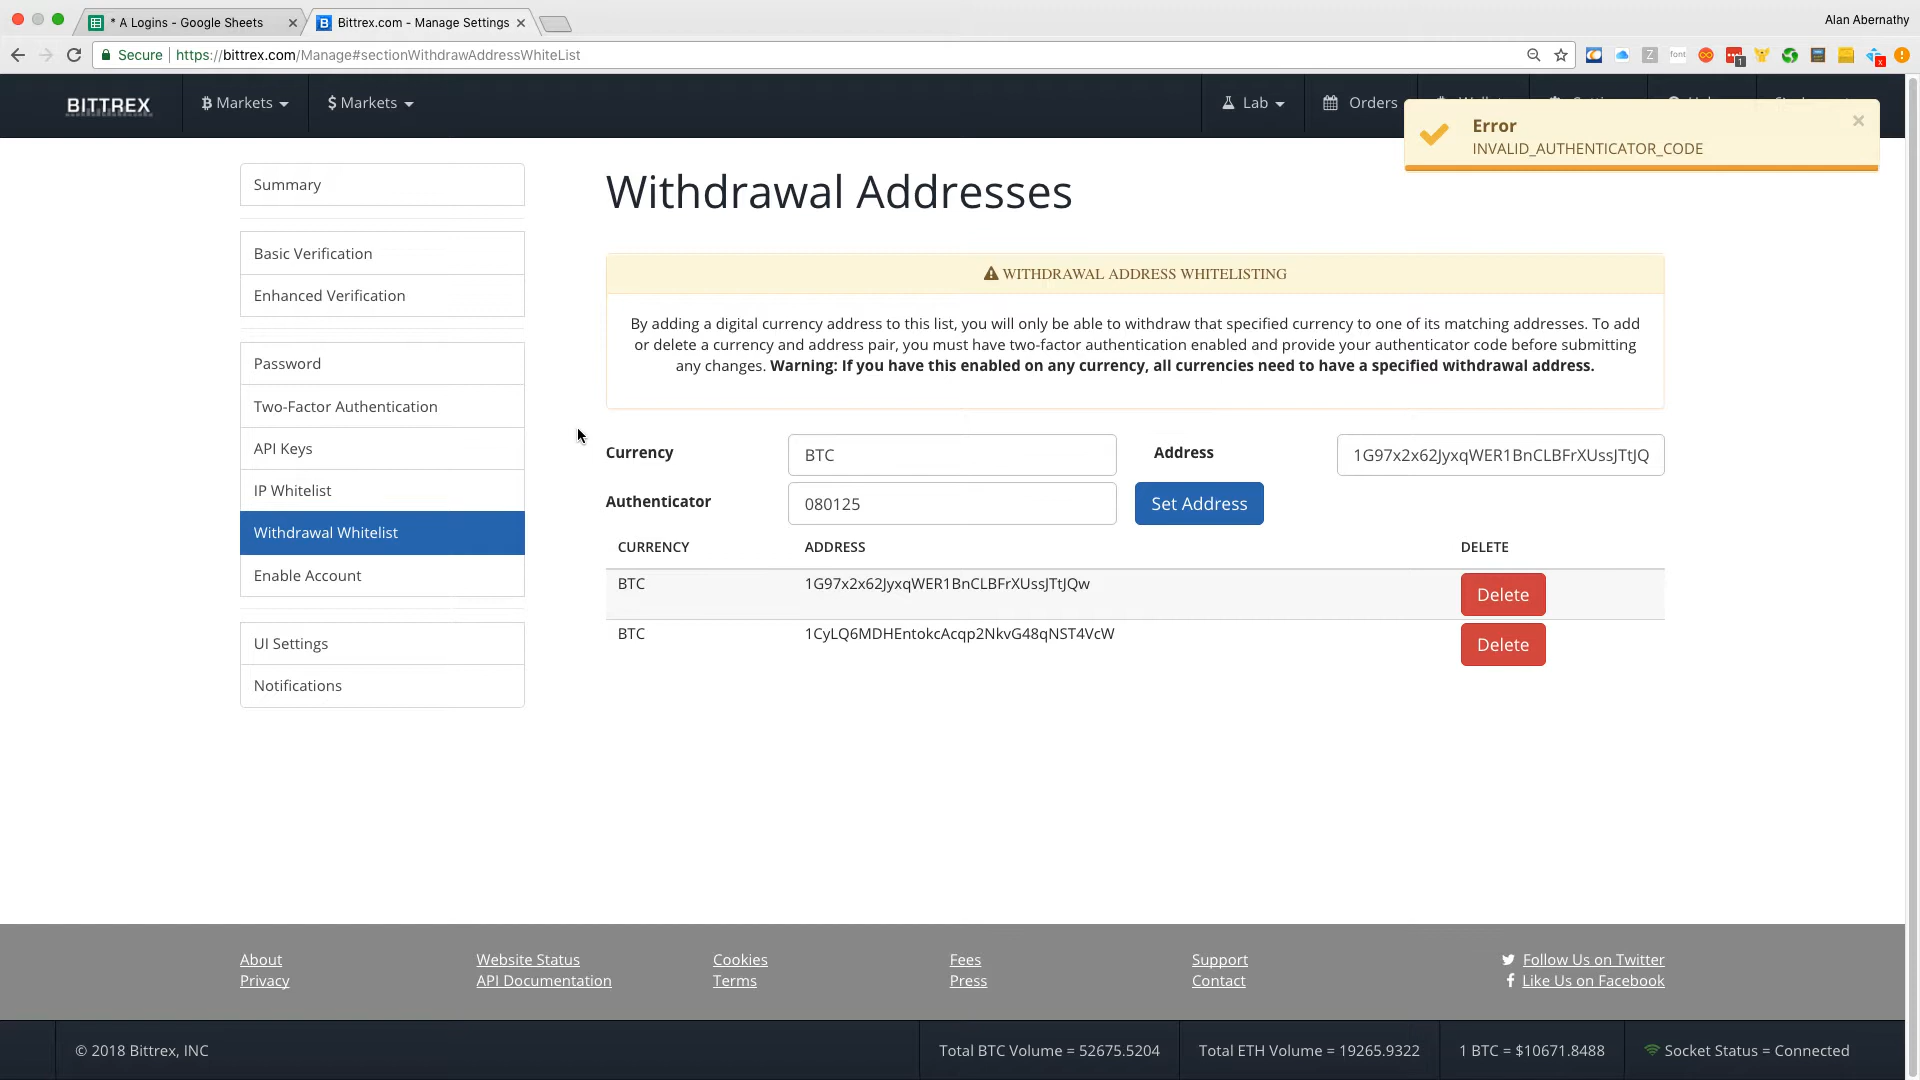 * A Logins - Google Sheets
Bittrex.com - Manage Settings
Alan Abernathy
Secure https://bittrex.com/Manage#sectionWithdrawAddressWhiteList
BITTREX
Markets
$ Markets
Lab
Orders
Error
INVALID_AUTHENTICATOR_CODE
Summary
Basic Verification
Enhanced Verification
Password
Two-Factor Authentication
API Keys
IP Whitelist
Withdrawal Whitelist
Enable Account
UI Settings
Notifications
Withdrawal Addresses
WITHDRAWAL ADDRESS WHITELISTING
By adding a digital currency address to this list, you will only be able to withdraw that specified currency to one of its matching addresses. To add
or delete a currency and address pair, you must have two-factor authentication enabled and provide your authenticator code before submitting
any changes. Warning: If you have this enabled on any currency, all currencies need to have a specified withdrawal address.
Currency BTC Address 1G97x2x62JyxqWER1BnCLBFrXUssJTtJQ
Authenticator 080125 Set Address
CURRENCY ADDRESS DELETE
BTC 1G97x2x62JyxqWER1BnCLBFrXUssJTtJQw Delete
BTC 1CyLQ6MDHEntokcAcqp2NkvG48qNST4VcW Delete
About Website Status Cookies Fees Support Follow Us on Twitter
Privacy API Documentation Terms Press Contact Like Us on Facebook
© 2018 Bittrex, INC
Total BTC Volume = 52675.5204
Total ETH Volume = 19265.9322
1 BTC = $10671.8488
Socket Status = Connected